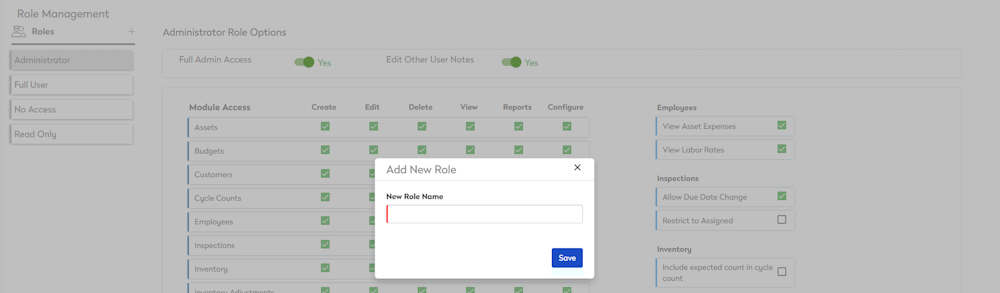 Role Management
Roles +
Administrator
Full User
No Access
Read Only
Administrator Role Options
Full Admin Access Yes Edit Other User Notes Yes
Module Access Create Edit Delete View Reports Configure
Assets
Budgets
Customers
Cycle Counts
Employees
Inspections
Inventory
Inventory Adjustments
Employees
View Asset Expenses
View Labor Rates
Inspections
Allow Due Date Change
Restrict to Assigned
Inventory
Include expected count in cycle
count
Add New Role
New Role Name
Save